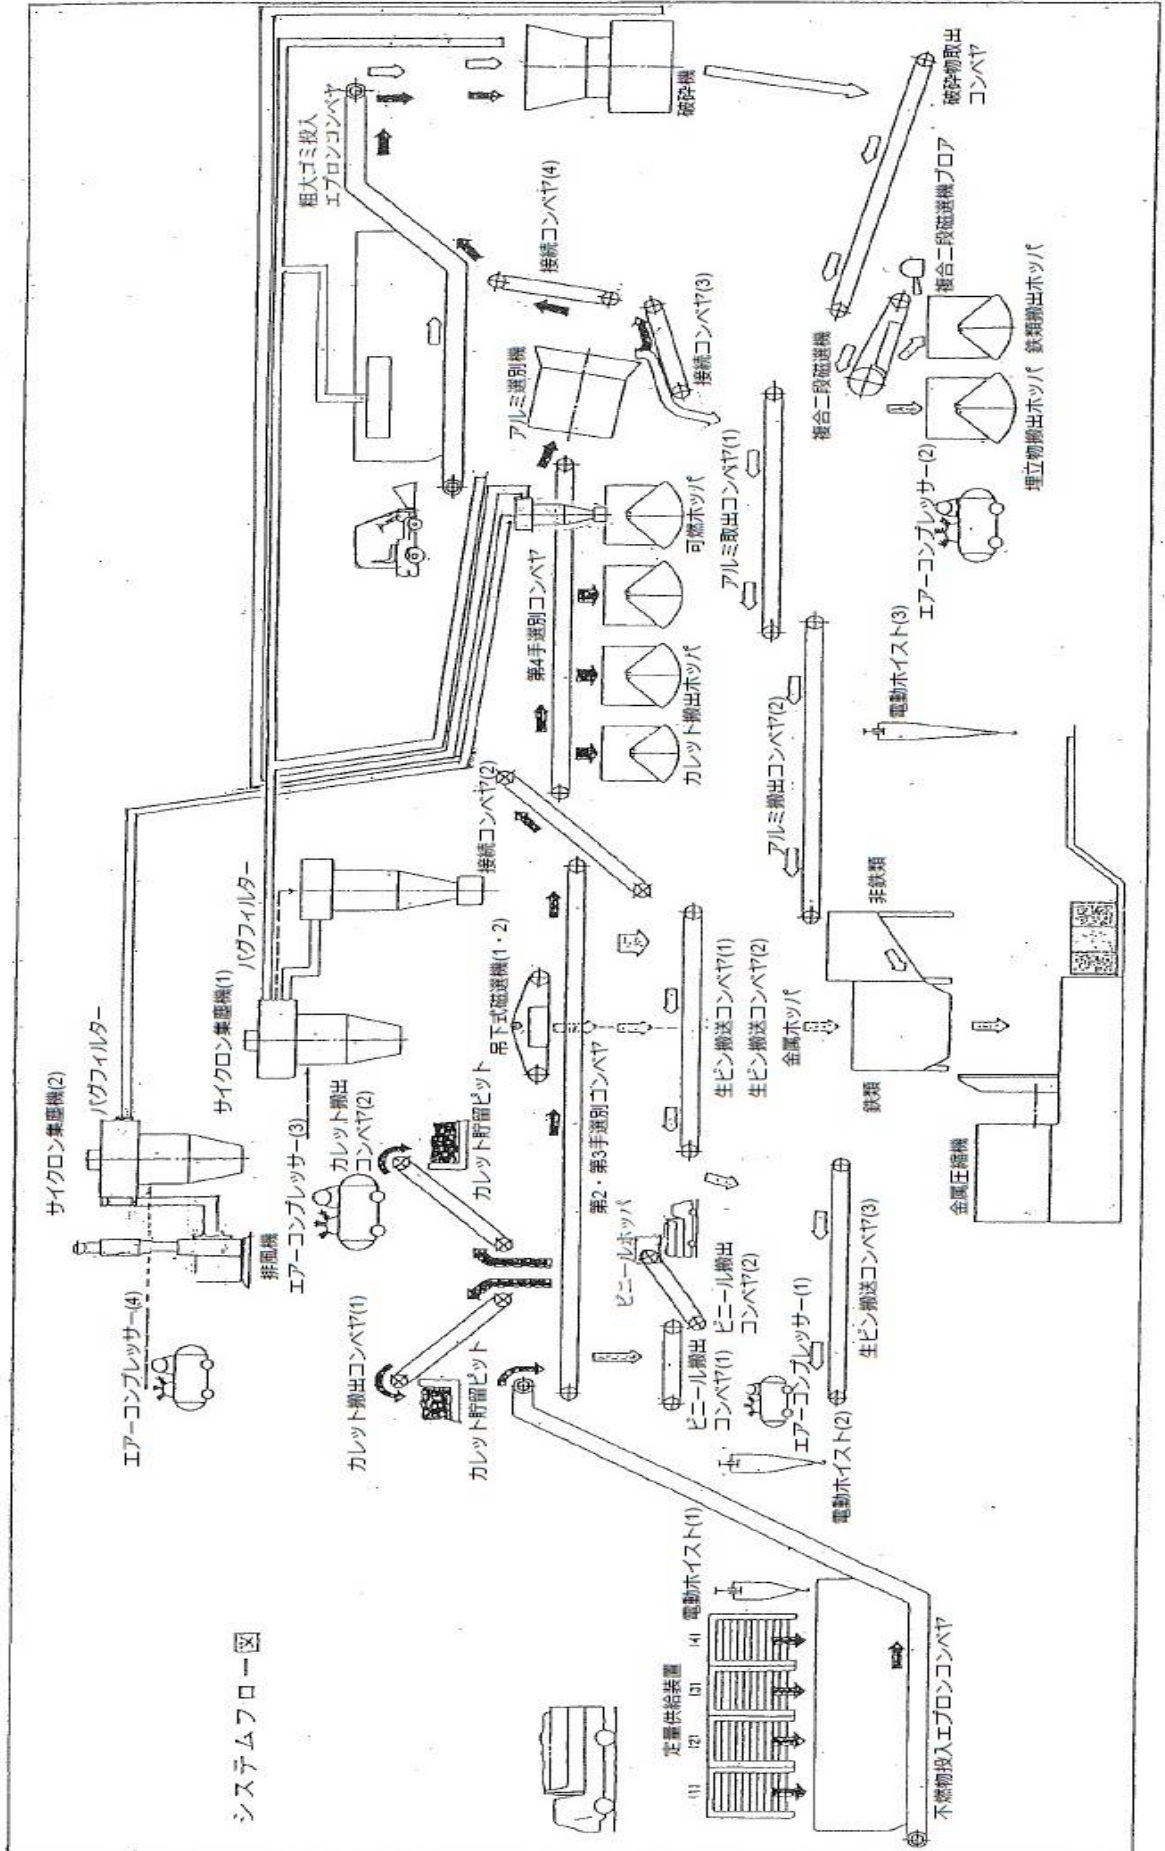 システムフロー図
サイクロン集塵機(2)
バグフィルター
エアーコンプレッサー(4)
排風機
サイクロン集塵機(1)
バグフィルター
エアーコンプレッサー(3)
カレット搬出
コンベヤ(2)
カレット貯留ピット
カレット搬出コンベヤ(1)
カレット貯留ピット
吊下式磁選機(1・2)
接続コンベヤ(2)
第2・第3手選別コンベヤ
粗大ゴミ投入
エプロンコンベヤ
破砕機
破砕物取出
コンベヤ
接続コンベヤ(4)
接続コンベヤ(3)
アルミ選別機
第4手選別コンベヤ
可燃ホッパ
カレット搬出ホッパ
アルミ取出コンベヤ(1)
アルミ搬出コンベヤ(2)
複合二段磁選機
複合二段磁選機ブロア
鉄類搬出ホッパ
埋立物搬出ホッパ
エアーコンプレッサー(2)
電動ホイスト(3)
生ビン搬送コンベヤ(1)
生ビン搬送コンベヤ(2)
金属ホッパ
非鉄類
鉄類
金属圧縮機
ビニールホッパ
ビニール搬出
コンベヤ(1)
ビニール搬出
コンベヤ(2)
エアーコンプレッサー(1)
生ビン搬送コンベヤ(3)
電動ホイスト(2)
電動ホイスト(1)
定量供給装置
(1) (2) (3) (4)
不燃物投入エプロンコンベヤ